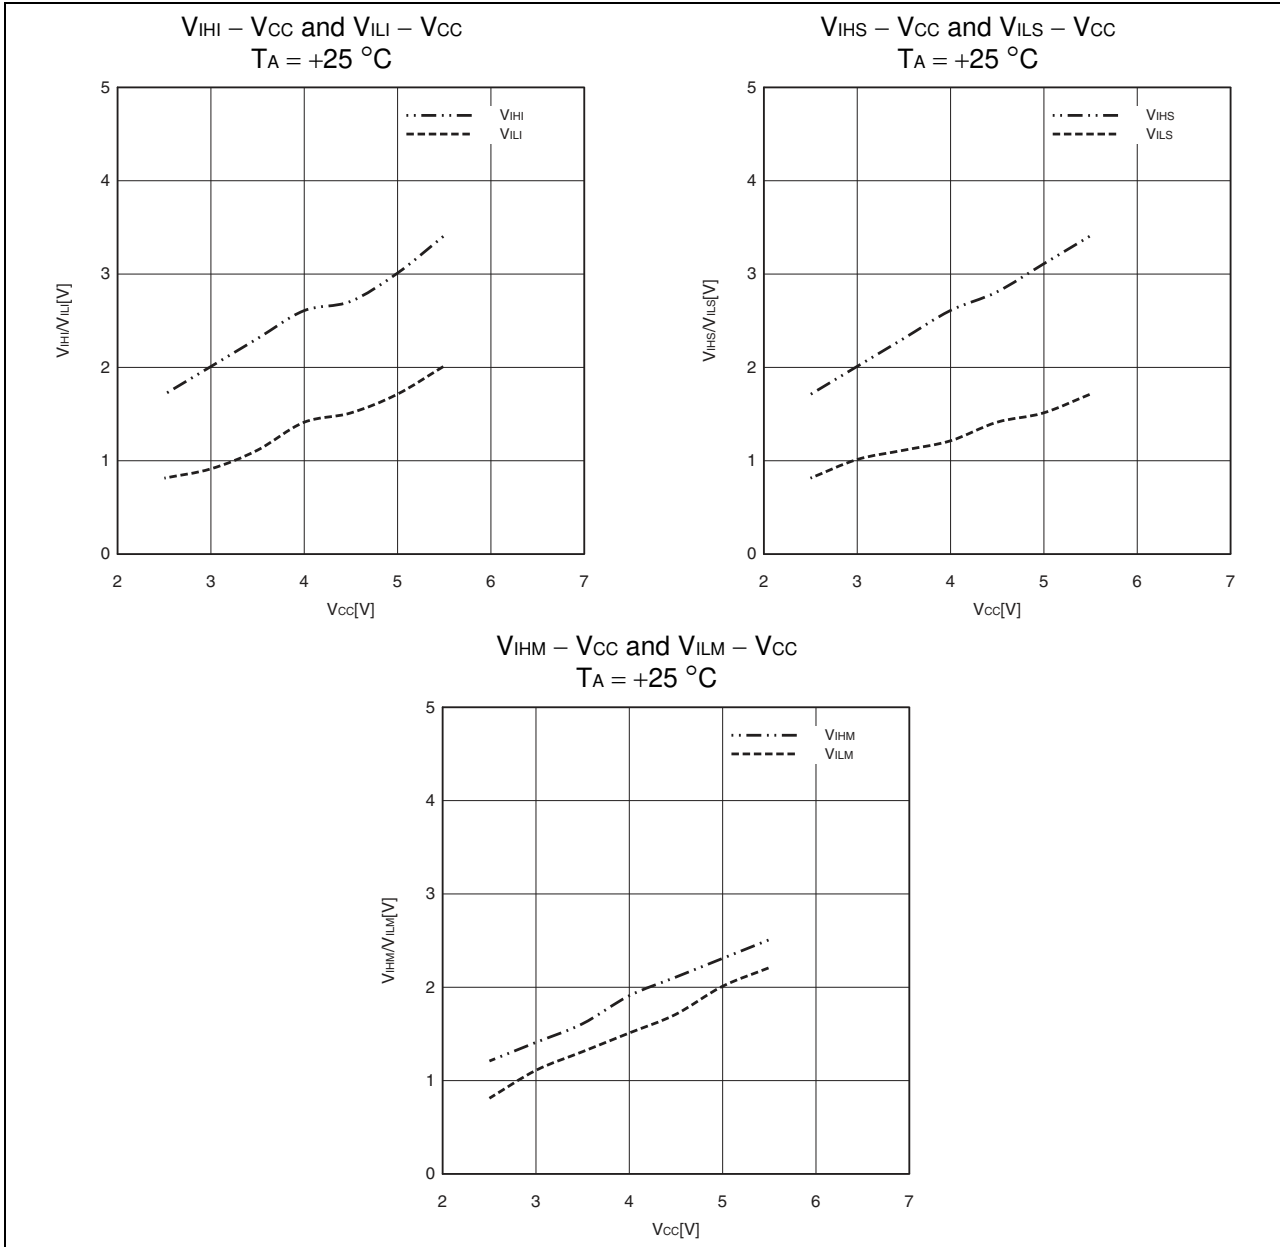 VIHI – VCC and VILI – VCC
TA = +25 °C
5
4
3
2
1
0
VIHI/VILI[V]
VIHI
VILI
2 3 4 5 6 7
VCC[V]
VIHS – VCC and VILS – VCC
TA = +25 °C
5
4
3
2
1
0
VIHS/VILS[V]
VIHS
VILS
2 3 4 5 6 7
VCC[V]
VIHM – VCC and VILM – VCC
TA = +25 °C
5
4
3
2
1
0
VIHM/VILM[V]
VIHM
VILM
2 3 4 5 6 7
VCC[V]